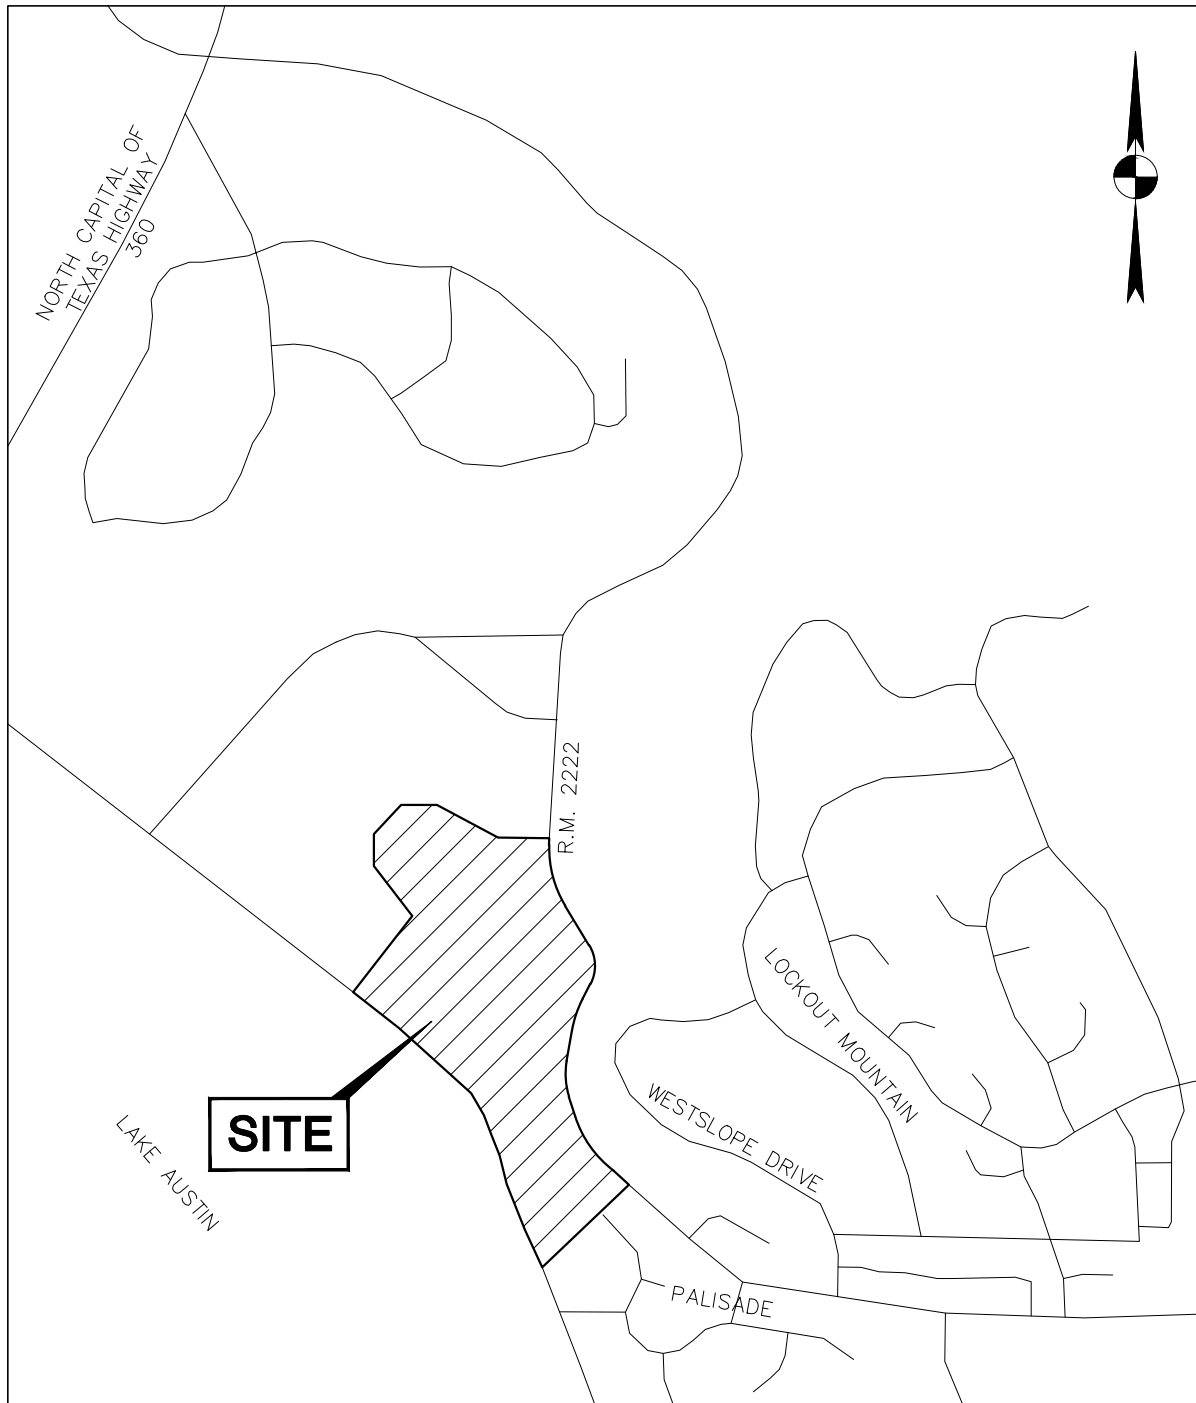 NORTH CAPITAL OF
TEXAS HIGHWAY
360
R.M. 2222
LOCKOUT MOUNTAIN
WESTSLOPE DRIVE
SITE
LAKE AUSTIN
PALISADE